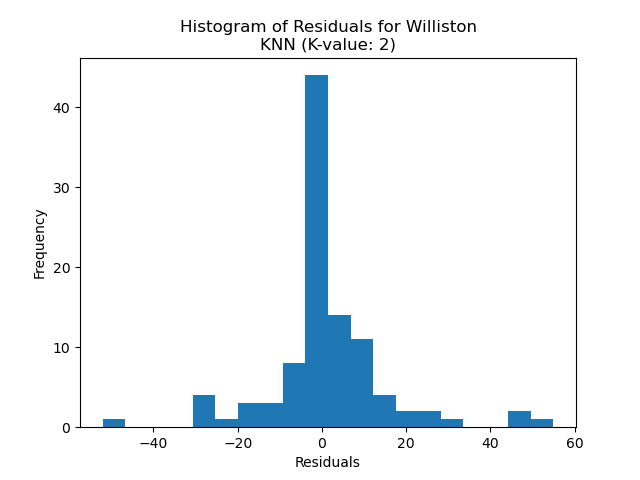 Histogram of Residuals for Williston
KNN (K-value: 2)
Frequency
40
30
20
10
0
−40
−20
0
20
40
60
Residuals